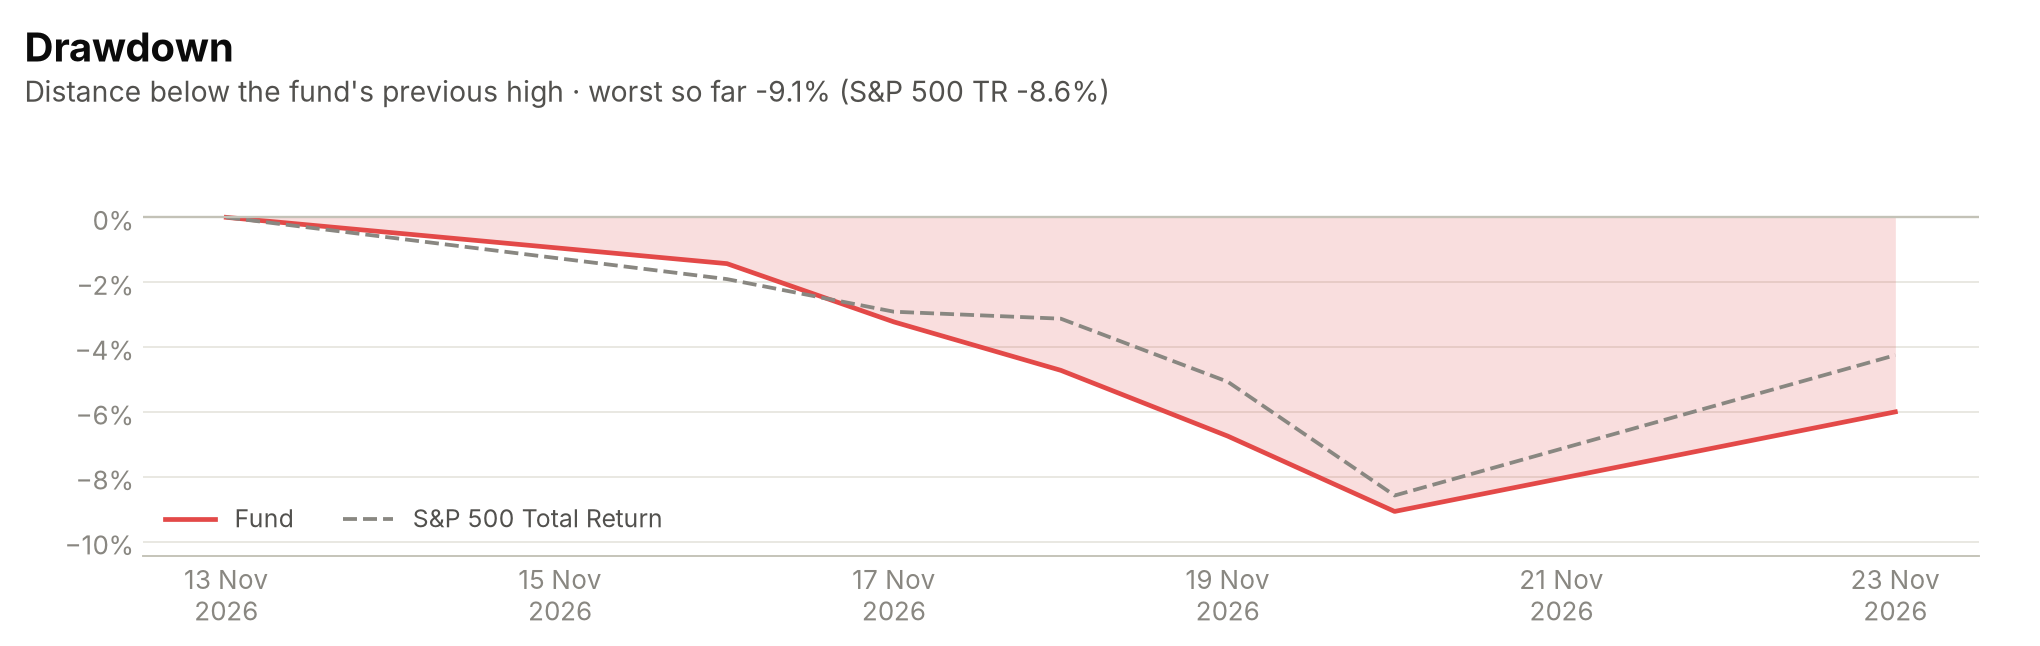 Drawdown
Distance below the fund's previous high · worst so far -9.1% (S&P 500 TR -8.6%)
0%
−2%
−4%
−6%
−8%
−10%
Fund
S&P 500 Total Return
13 Nov 2026
15 Nov 2026
17 Nov 2026
19 Nov 2026
21 Nov 2026
23 Nov 2026